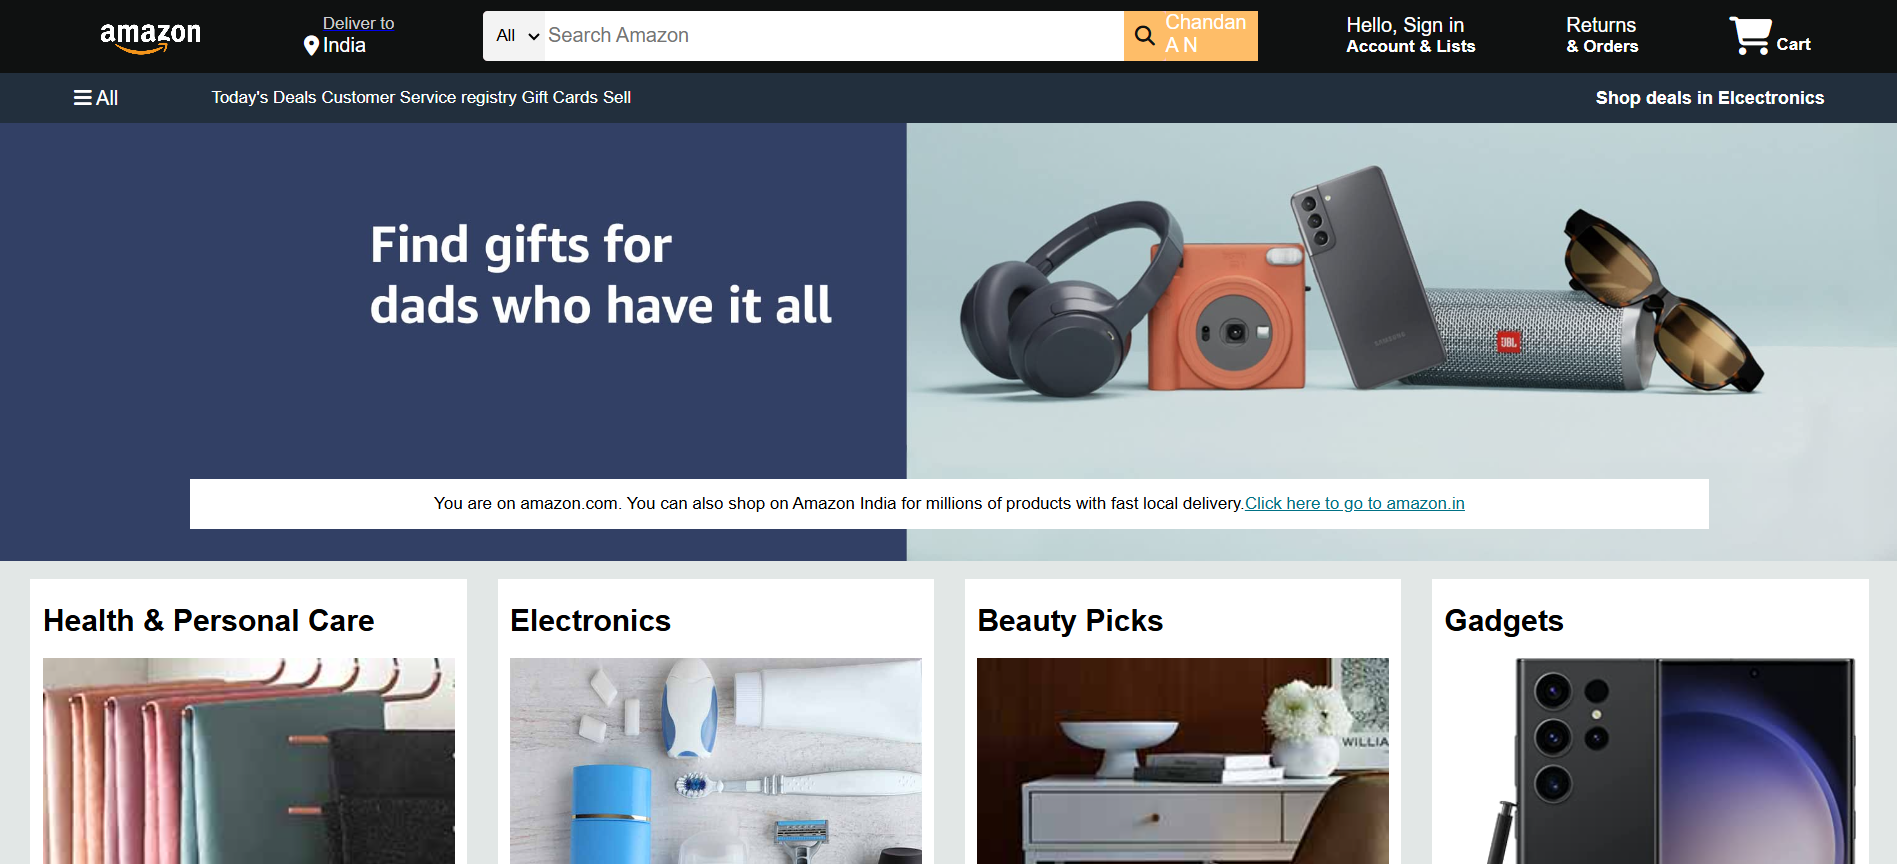 amazon
Deliver to
India
All
Search Amazon
Chandan
A N
Hello, Sign in
Account & Lists
Returns
& Orders
Cart
All
Today's Deals Customer Service registry Gift Cards Sell
Shop deals in Elcectronics
Find gifts for
dads who have it all
SAMSUNG
JBL
You are on amazon.com. You can also shop on Amazon India for millions of products with fast local delivery.Click here to go to amazon.in
Health & Personal Care
Electronics
Beauty Picks
Gadgets
WILLIA